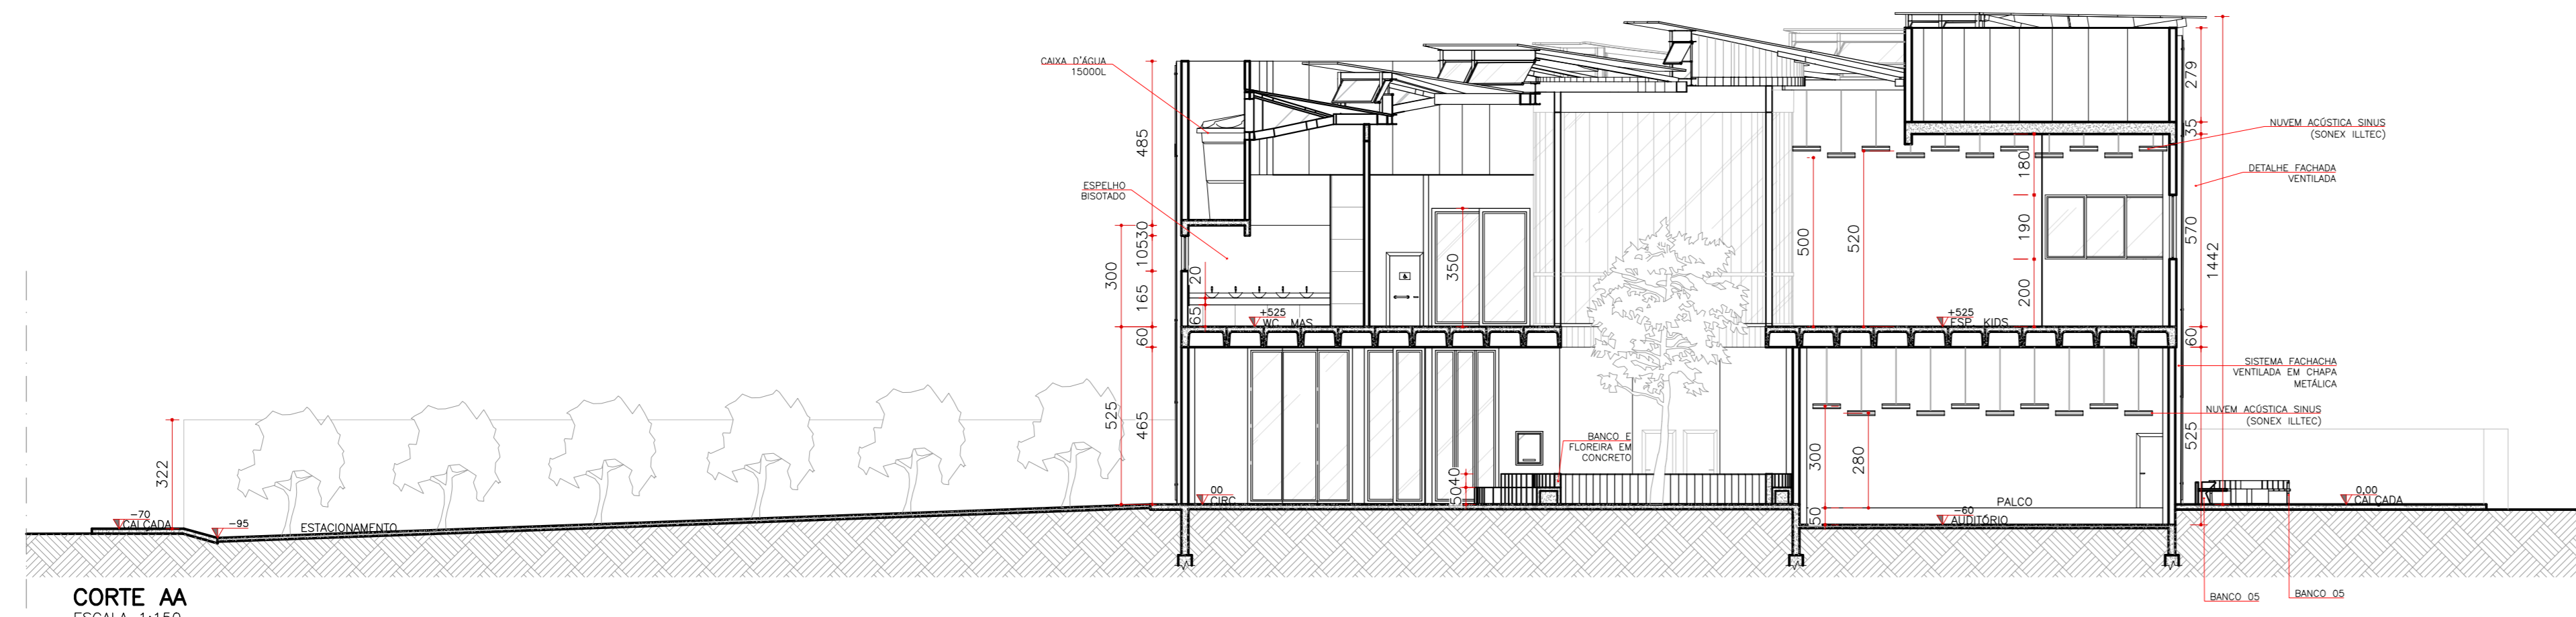 CAIXA D'ÁGUA
15000L
ESPELHO
BISOTADO
485
30
105
165
300
20
65
60
525
465
+525
WC. MAS.
350
500
520
180
190
200
+525
ESP. KIDS
279
35
570
1442
60
525
NUVEM ACÚSTICA SINUS
(SONEX ILLTEC)
DETALHE FACHADA
VENTILADA
SISTEMA FACHACHA
VENTILADA EM CHAPA
METÁLICA
NUVEM ACÚSTICA SINUS
(SONEX ILLTEC)
322
-70
CALÇADA
-95
ESTACIONAMENTO
00
CIRC.
5040
BANCO E
FLOREIRA EM
CONCRETO
300
280
50
PALCO
-60
AUDITÓRIO
0,00
CALÇADA
BANCO 05
BANCO 05
CORTE AA
ESCALA 1:150